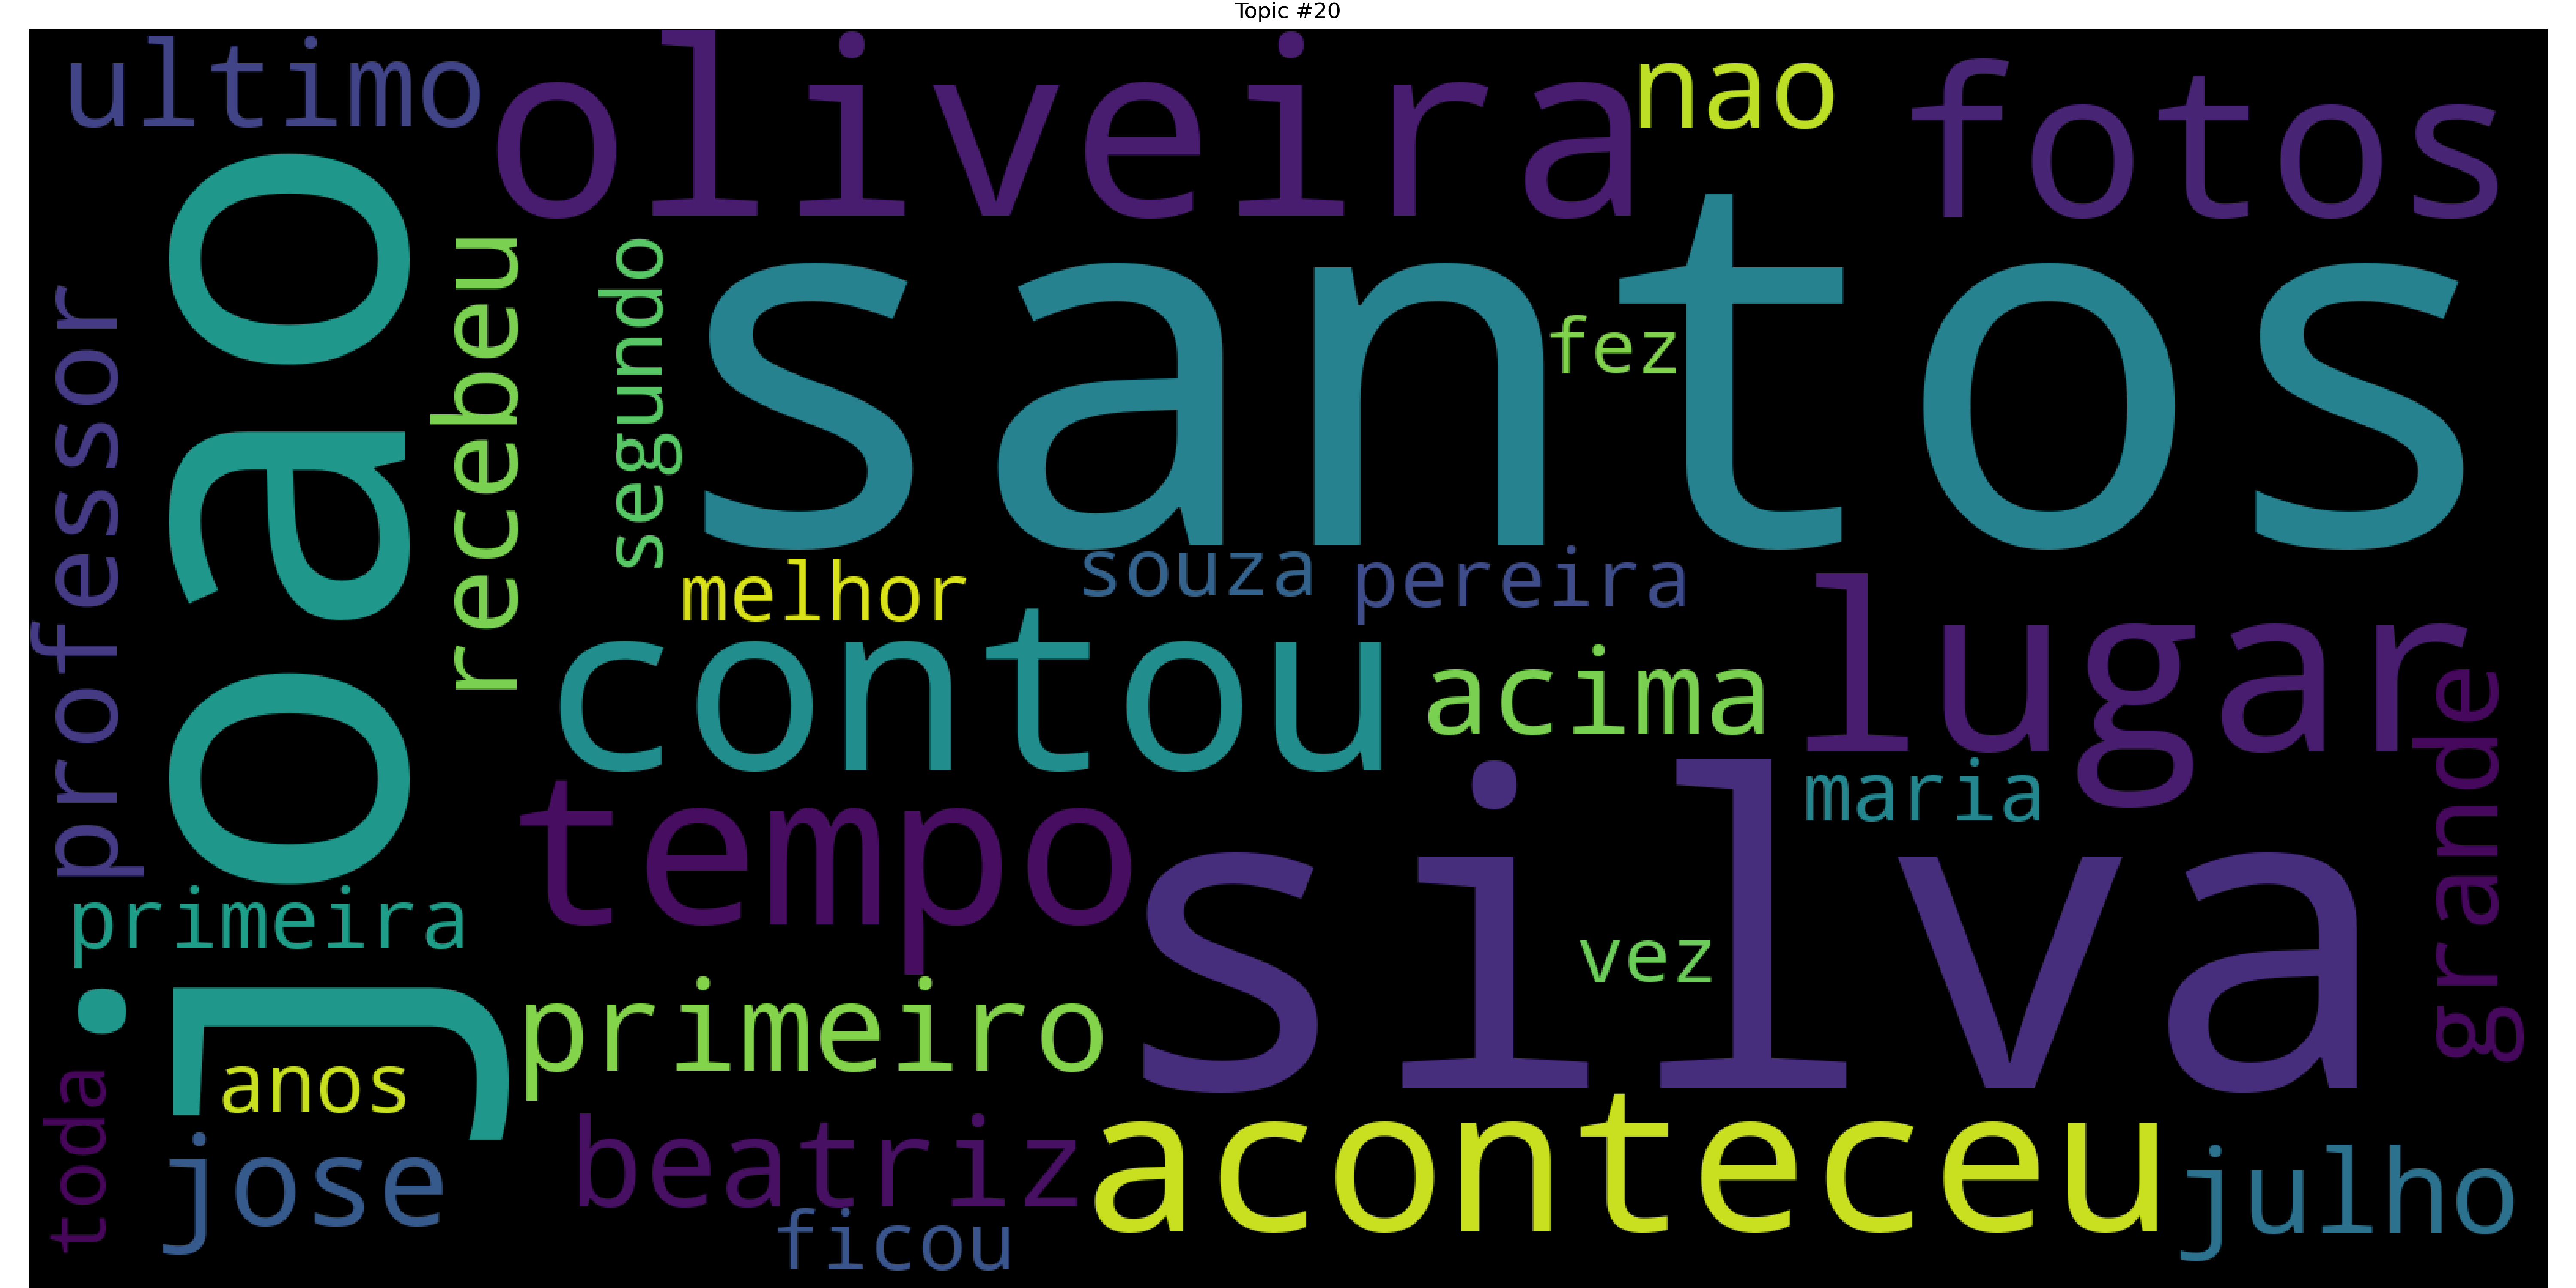 Topic #20
ultimo
oliveira
nao
fotos
professor
joao
recebeu
segundo
santos
fez
melhor
souza
pereira
contou
acima
lugar
grande
maria
tempo
silva
vez
primeira
primeiro
anos
toda
jose
beatriz
aconteceu
julho
ficou